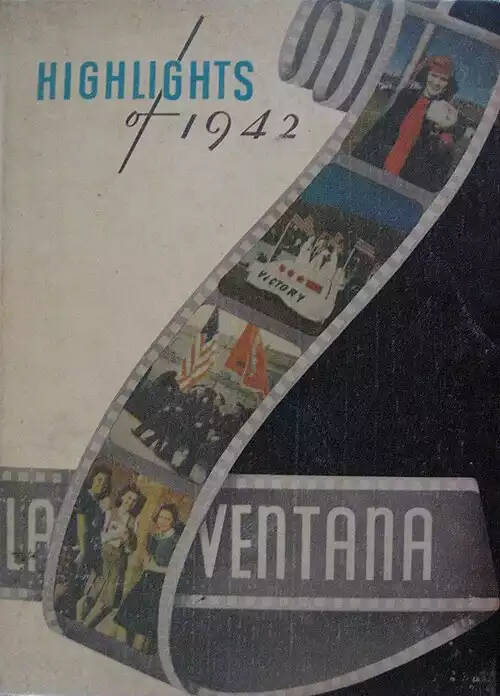 HIGHLIGHTS
of 1942
VICTORY
LA VENTANA